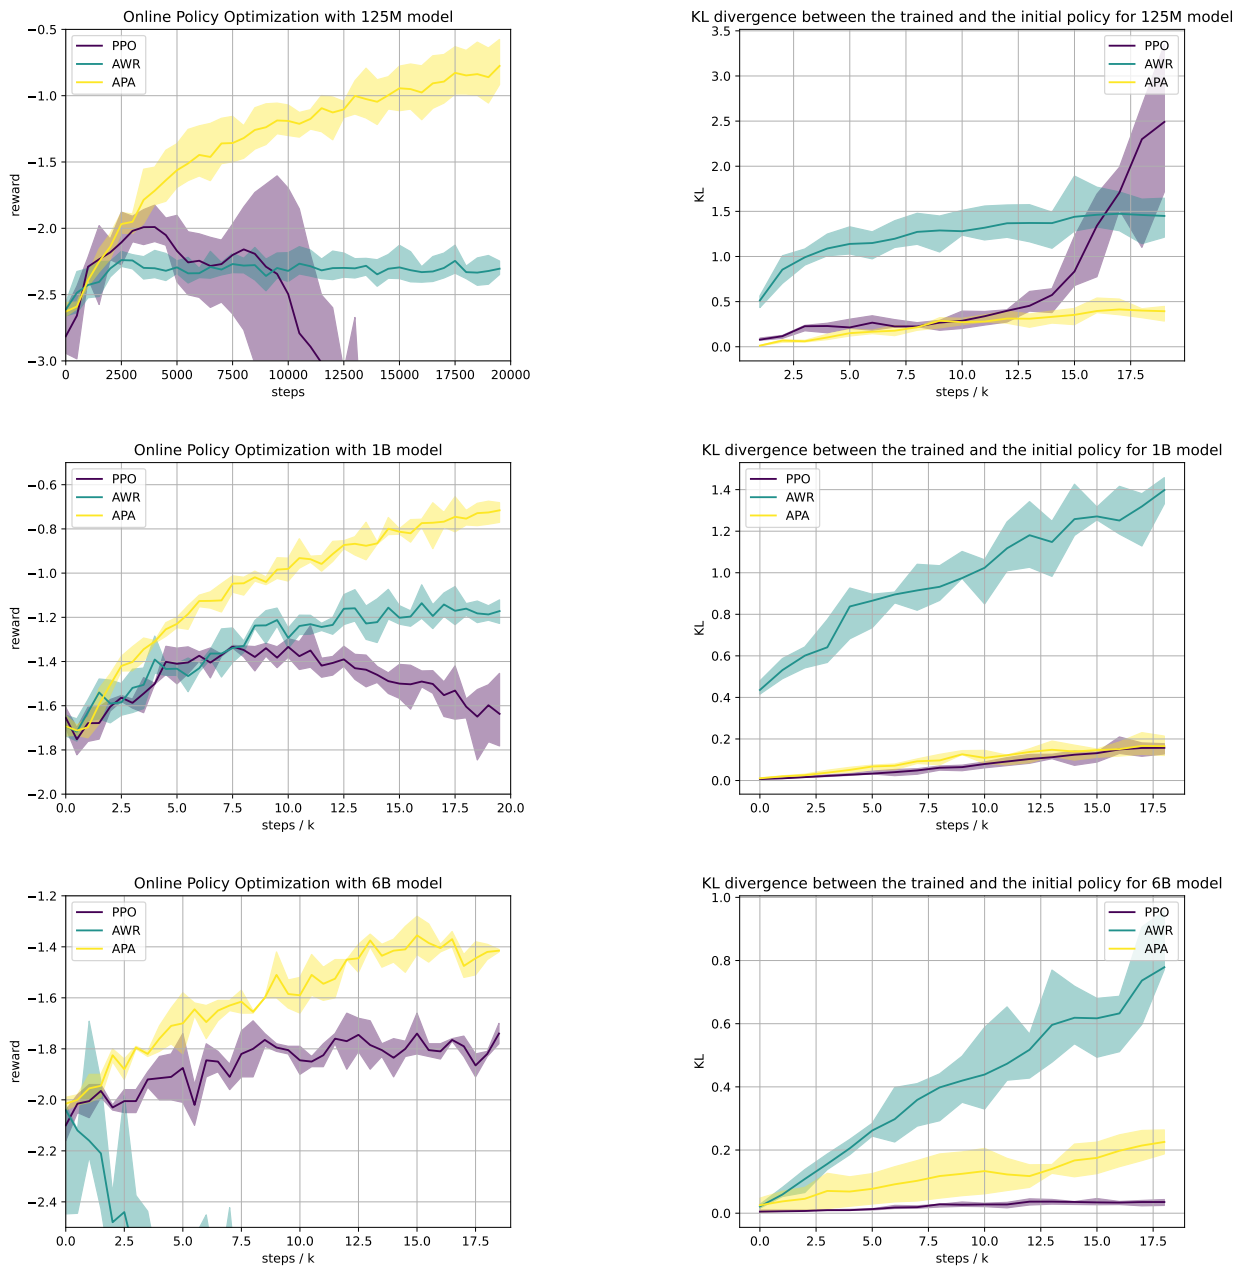 Online Policy Optimization with 125M model
−0.5
−1.0
−1.5
−2.0
−2.5
−3.0
reward
PPO
AWR
APA
0 2500 5000 7500 10000 12500 15000 17500 20000
steps
KL divergence between the trained and the initial policy for 125M model
3.5
3.0
2.5
2.0
1.5
1.0
0.5
0.0
KL
PPO
AWR
APA
2.5 5.0 7.5 10.0 12.5 15.0 17.5
steps / k
Online Policy Optimization with 1B model
−0.6
−0.8
−1.0
−1.2
−1.4
−1.6
−1.8
−2.0
reward
PPO
AWR
APA
0.0 2.5 5.0 7.5 10.0 12.5 15.0 17.5 20.0
steps / k
KL divergence between the trained and the initial policy for 1B model
1.4
1.2
1.0
0.8
0.6
0.4
0.2
0.0
KL
PPO
AWR
APA
0.0 2.5 5.0 7.5 10.0 12.5 15.0 17.5
steps / k
Online Policy Optimization with 6B model
−1.2
−1.4
−1.6
−1.8
−2.0
−2.2
−2.4
reward
PPO
AWR
APA
0.0 2.5 5.0 7.5 10.0 12.5 15.0 17.5
steps / k
KL divergence between the trained and the initial policy for 6B model
1.0
0.8
0.6
0.4
0.2
0.0
KL
PPO
AWR
APA
0.0 2.5 5.0 7.5 10.0 12.5 15.0 17.5
steps / k